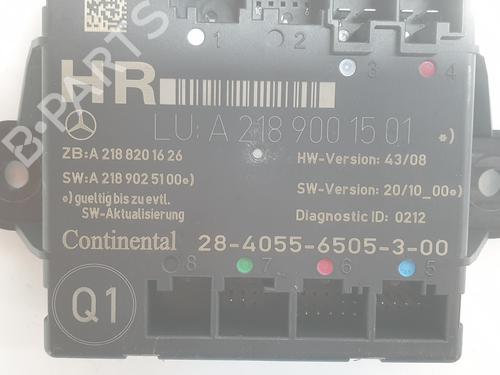 1 2 3 4
HR
LU: A 218 900 15 01 *)
ZB: A 218 820 16 26
HW-Version: 43/08
SW: A 218 902 51 00*)
SW-Version: 20/10_00*)
*) gueltig bis zu evtl.
SW-Aktualisierung
Diagnostic ID: 0212
Continental 28-4055-6505-3-00
8 7 6 5
Q1
B-PARTS